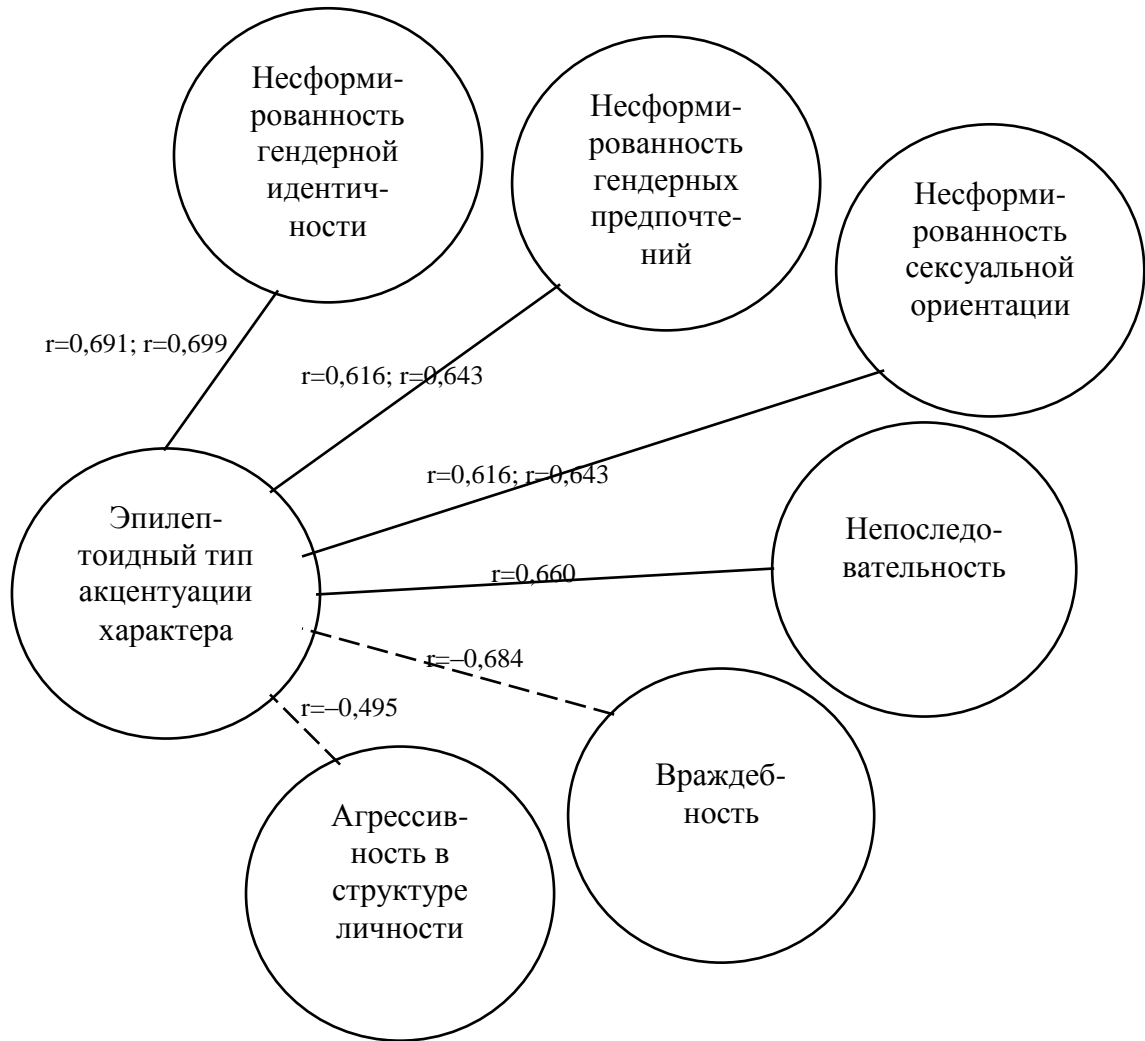 Несформи-
рованность
гендерной
идентич-
ности
Несформи-
рованность
гендерных
предпочте-
ний
Несформи-
рованность
сексуальной
ориентации
r=0,691; r=0,699
r=0,616; r=0,643
r=0,616; r=0,643
Эпилеп-
тоидный тип
акцентуации
характера
Непоследо-
вательность
r=0,660
r=–0,684
r=–0,495
Враждеб-
ность
Агрессив-
ность в
структуре
личности